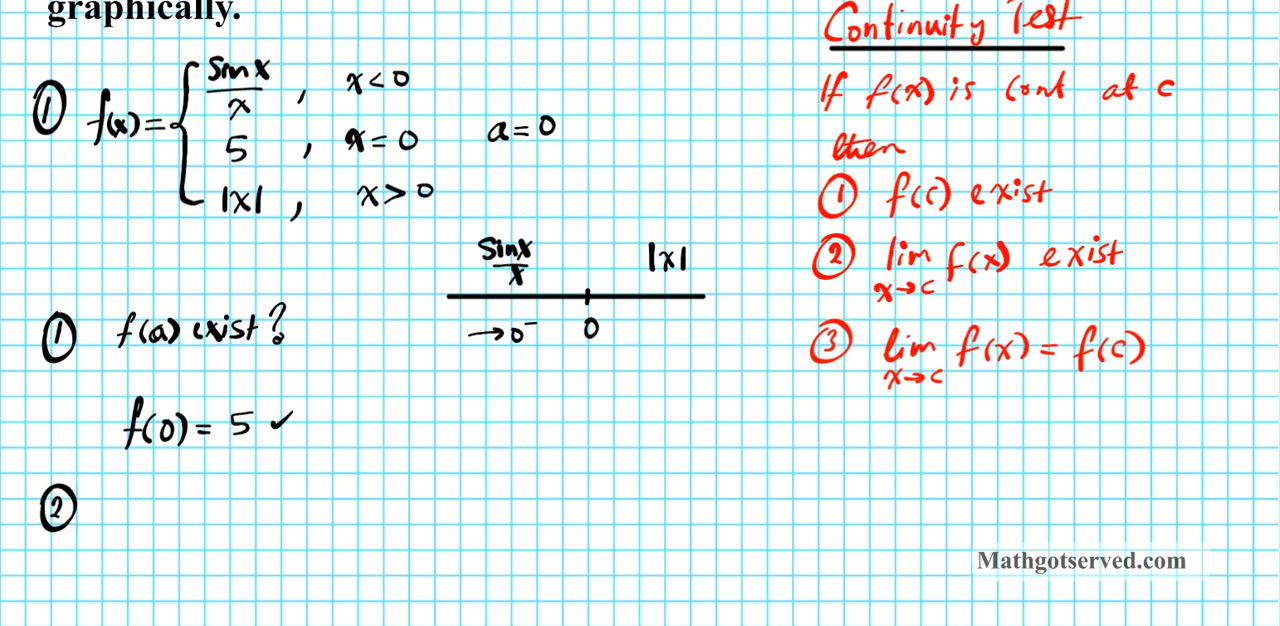 graphically.
① f(x) = { sin x / x , x < 0
5 , x = 0
|x| , x > 0
a = 0
sin x / x |x|
→ 0⁻ 0
① f(a) exist?
f(0) = 5 ✓
②
Continuity Test
If f(x) is cont at c
then
① f(c) exist
② lim x→c f(x) exist
③ lim x→c f(x) = f(c)
Mathgotserved.com